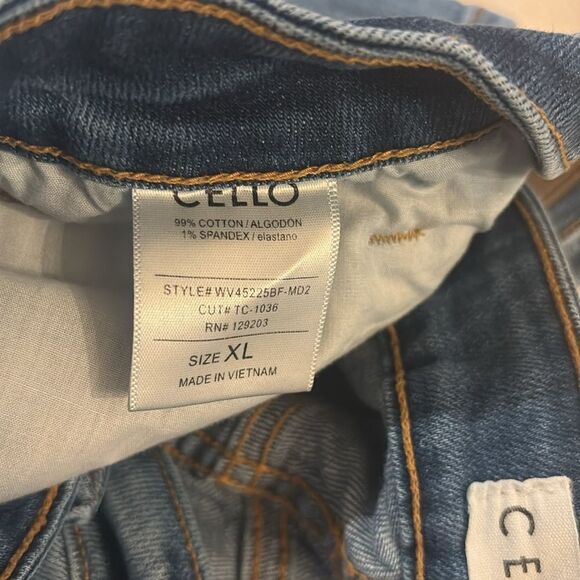 CELLO
99% COTTON / ALGODÓN
1% SPANDEX / elastano
STYLE# WV45225BF-MD2
CUT# TC-1036
RN# 129203
SIZE XL
MADE IN VIETNAM
CE